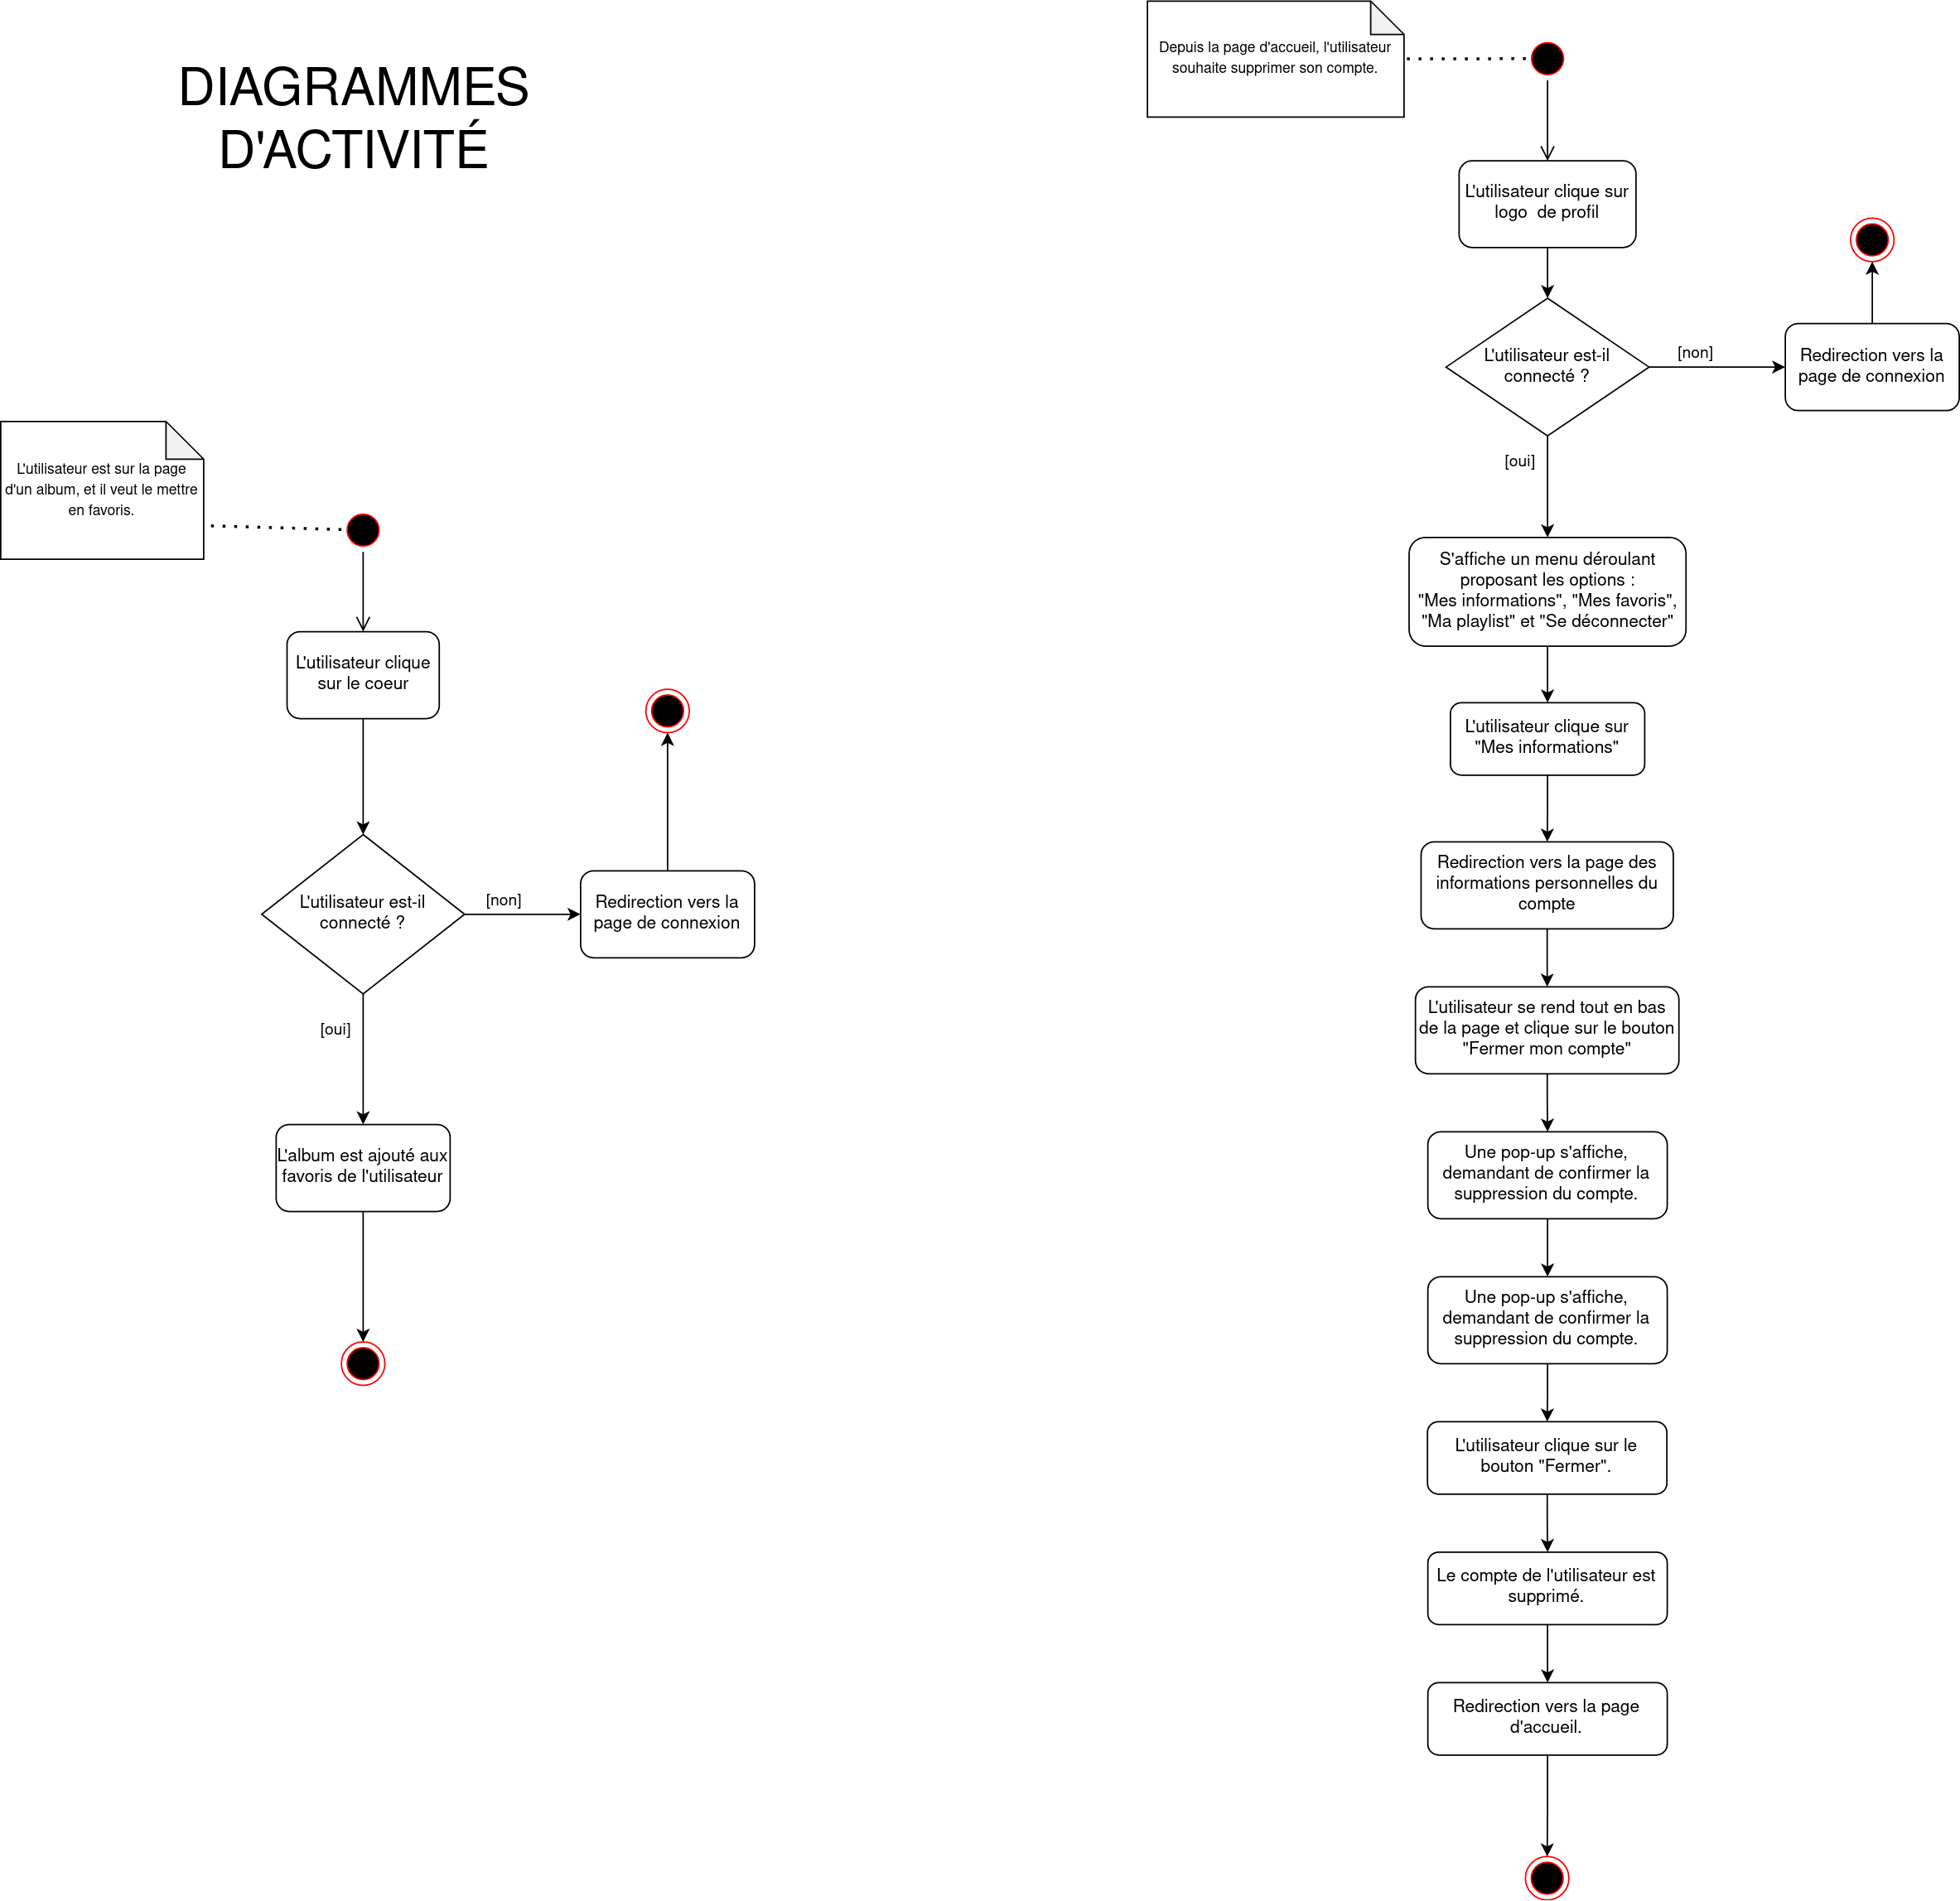 DIAGRAMMES
D'ACTIVITÉ
L'utilisateur est sur la page
d'un album, et il veut le mettre
en favoris.
L'utilisateur clique
sur le coeur
L'utilisateur est-il
connecté ?
[non]
Redirection vers la
page de connexion
[oui]
L'album est ajouté aux
favoris de l'utilisateur
Depuis la page d'accueil, l'utilisateur
souhaite supprimer son compte.
L'utilisateur clique sur
logo  de profil
L'utilisateur est-il
connecté ?
[non]
Redirection vers la
page de connexion
[oui]
S'affiche un menu déroulant
proposant les options :
"Mes informations", "Mes favoris",
"Ma playlist" et "Se déconnecter"
L'utilisateur clique sur
"Mes informations"
Redirection vers la page des
informations personnelles du
compte
L'utilisateur se rend tout en bas
de la page et clique sur le bouton
"Fermer mon compte"
Une pop-up s'affiche,
demandant de confirmer la
suppression du compte.
Une pop-up s'affiche,
demandant de confirmer la
suppression du compte.
L'utilisateur clique sur le
bouton "Fermer".
Le compte de l'utilisateur est
supprimé.
Redirection vers la page
d'accueil.